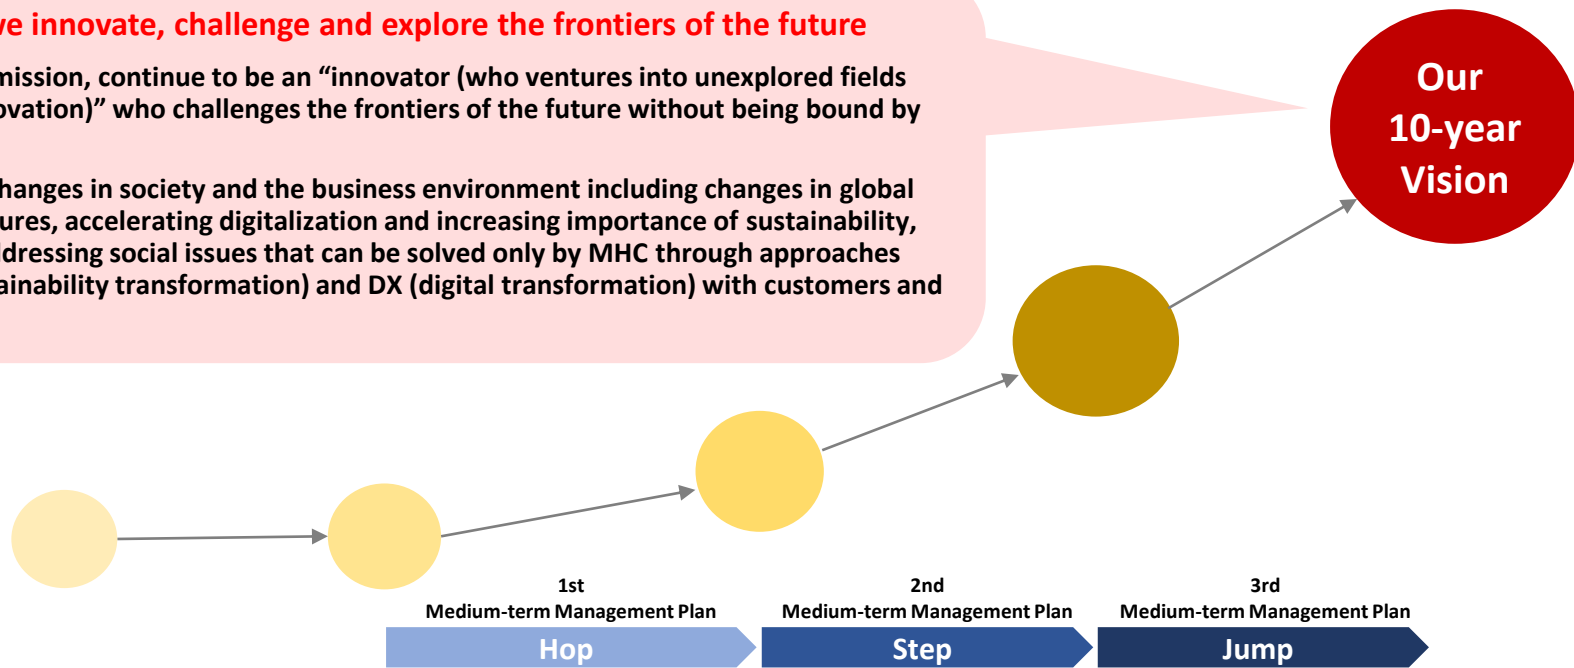 we innovate, challenge and explore the frontiers of the future
mission, continue to be an “innovator (who ventures into unexplored fields
ovation)” who challenges the frontiers of the future without being bound by
hanges in society and the business environment including changes in global
ures, accelerating digitalization and increasing importance of sustainability,
ddressing social issues that can be solved only by MHC through approaches
ainability transformation) and DX (digital transformation) with customers and
Our
10-year
Vision
1st
Medium-term Management Plan
Hop
2nd
Medium-term Management Plan
Step
3rd
Medium-term Management Plan
Jump